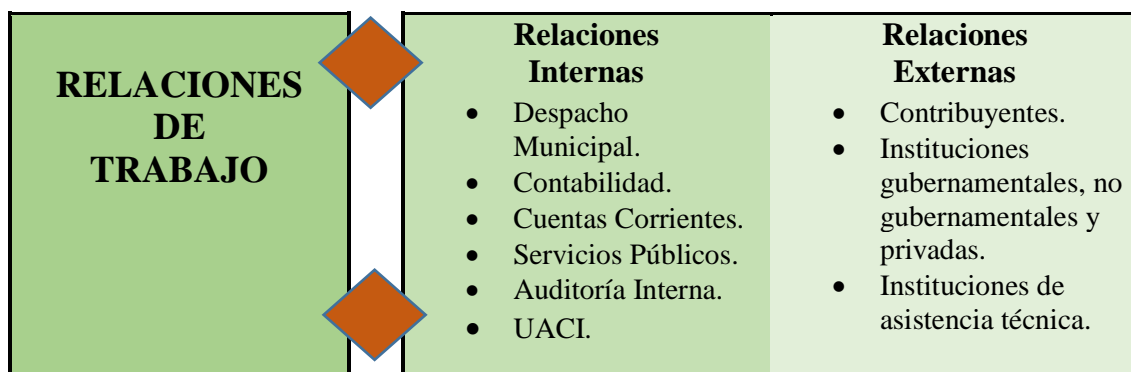 RELACIONES
DE
TRABAJO
Relaciones
Internas
• Despacho
Municipal.
• Contabilidad.
• Cuentas Corrientes.
• Servicios Públicos.
• Auditoría Interna.
• UACI.
Relaciones
Externas
• Contribuyentes.
• Instituciones
gubernamentales, no
gubernamentales y
privadas.
• Instituciones de
asistencia técnica.